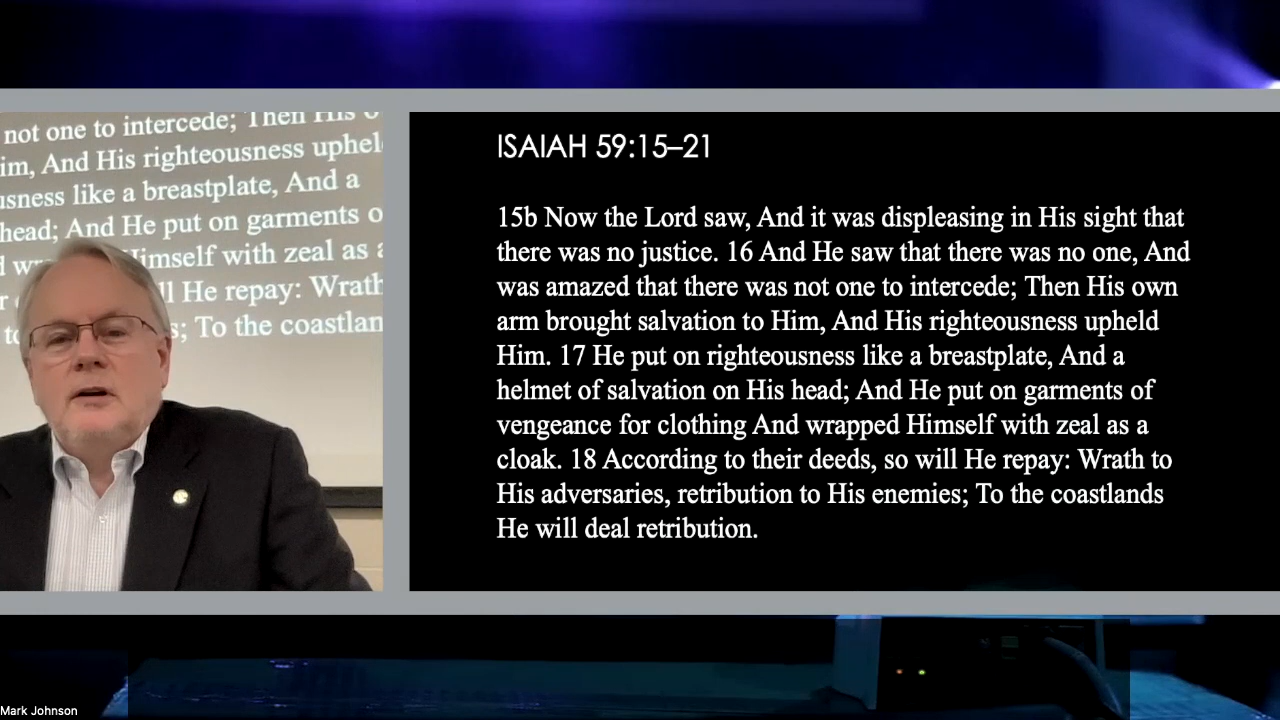 not one to intercede; Then His o
im, And His righteousness uphel
usness like a breastplate, And a
head; And He put on garments o
Himself with zeal as a
ll He repay: Wrath
s; To the coastlan
ISAIAH 59:15–21
15b Now the Lord saw, And it was displeasing in His sight that
there was no justice. 16 And He saw that there was no one, And
was amazed that there was not one to intercede; Then His own
arm brought salvation to Him, And His righteousness upheld
Him. 17 He put on righteousness like a breastplate, And a
helmet of salvation on His head; And He put on garments of
vengeance for clothing And wrapped Himself with zeal as a
cloak. 18 According to their deeds, so will He repay: Wrath to
His adversaries, retribution to His enemies; To the coastlands
He will deal retribution.
Mark Johnson